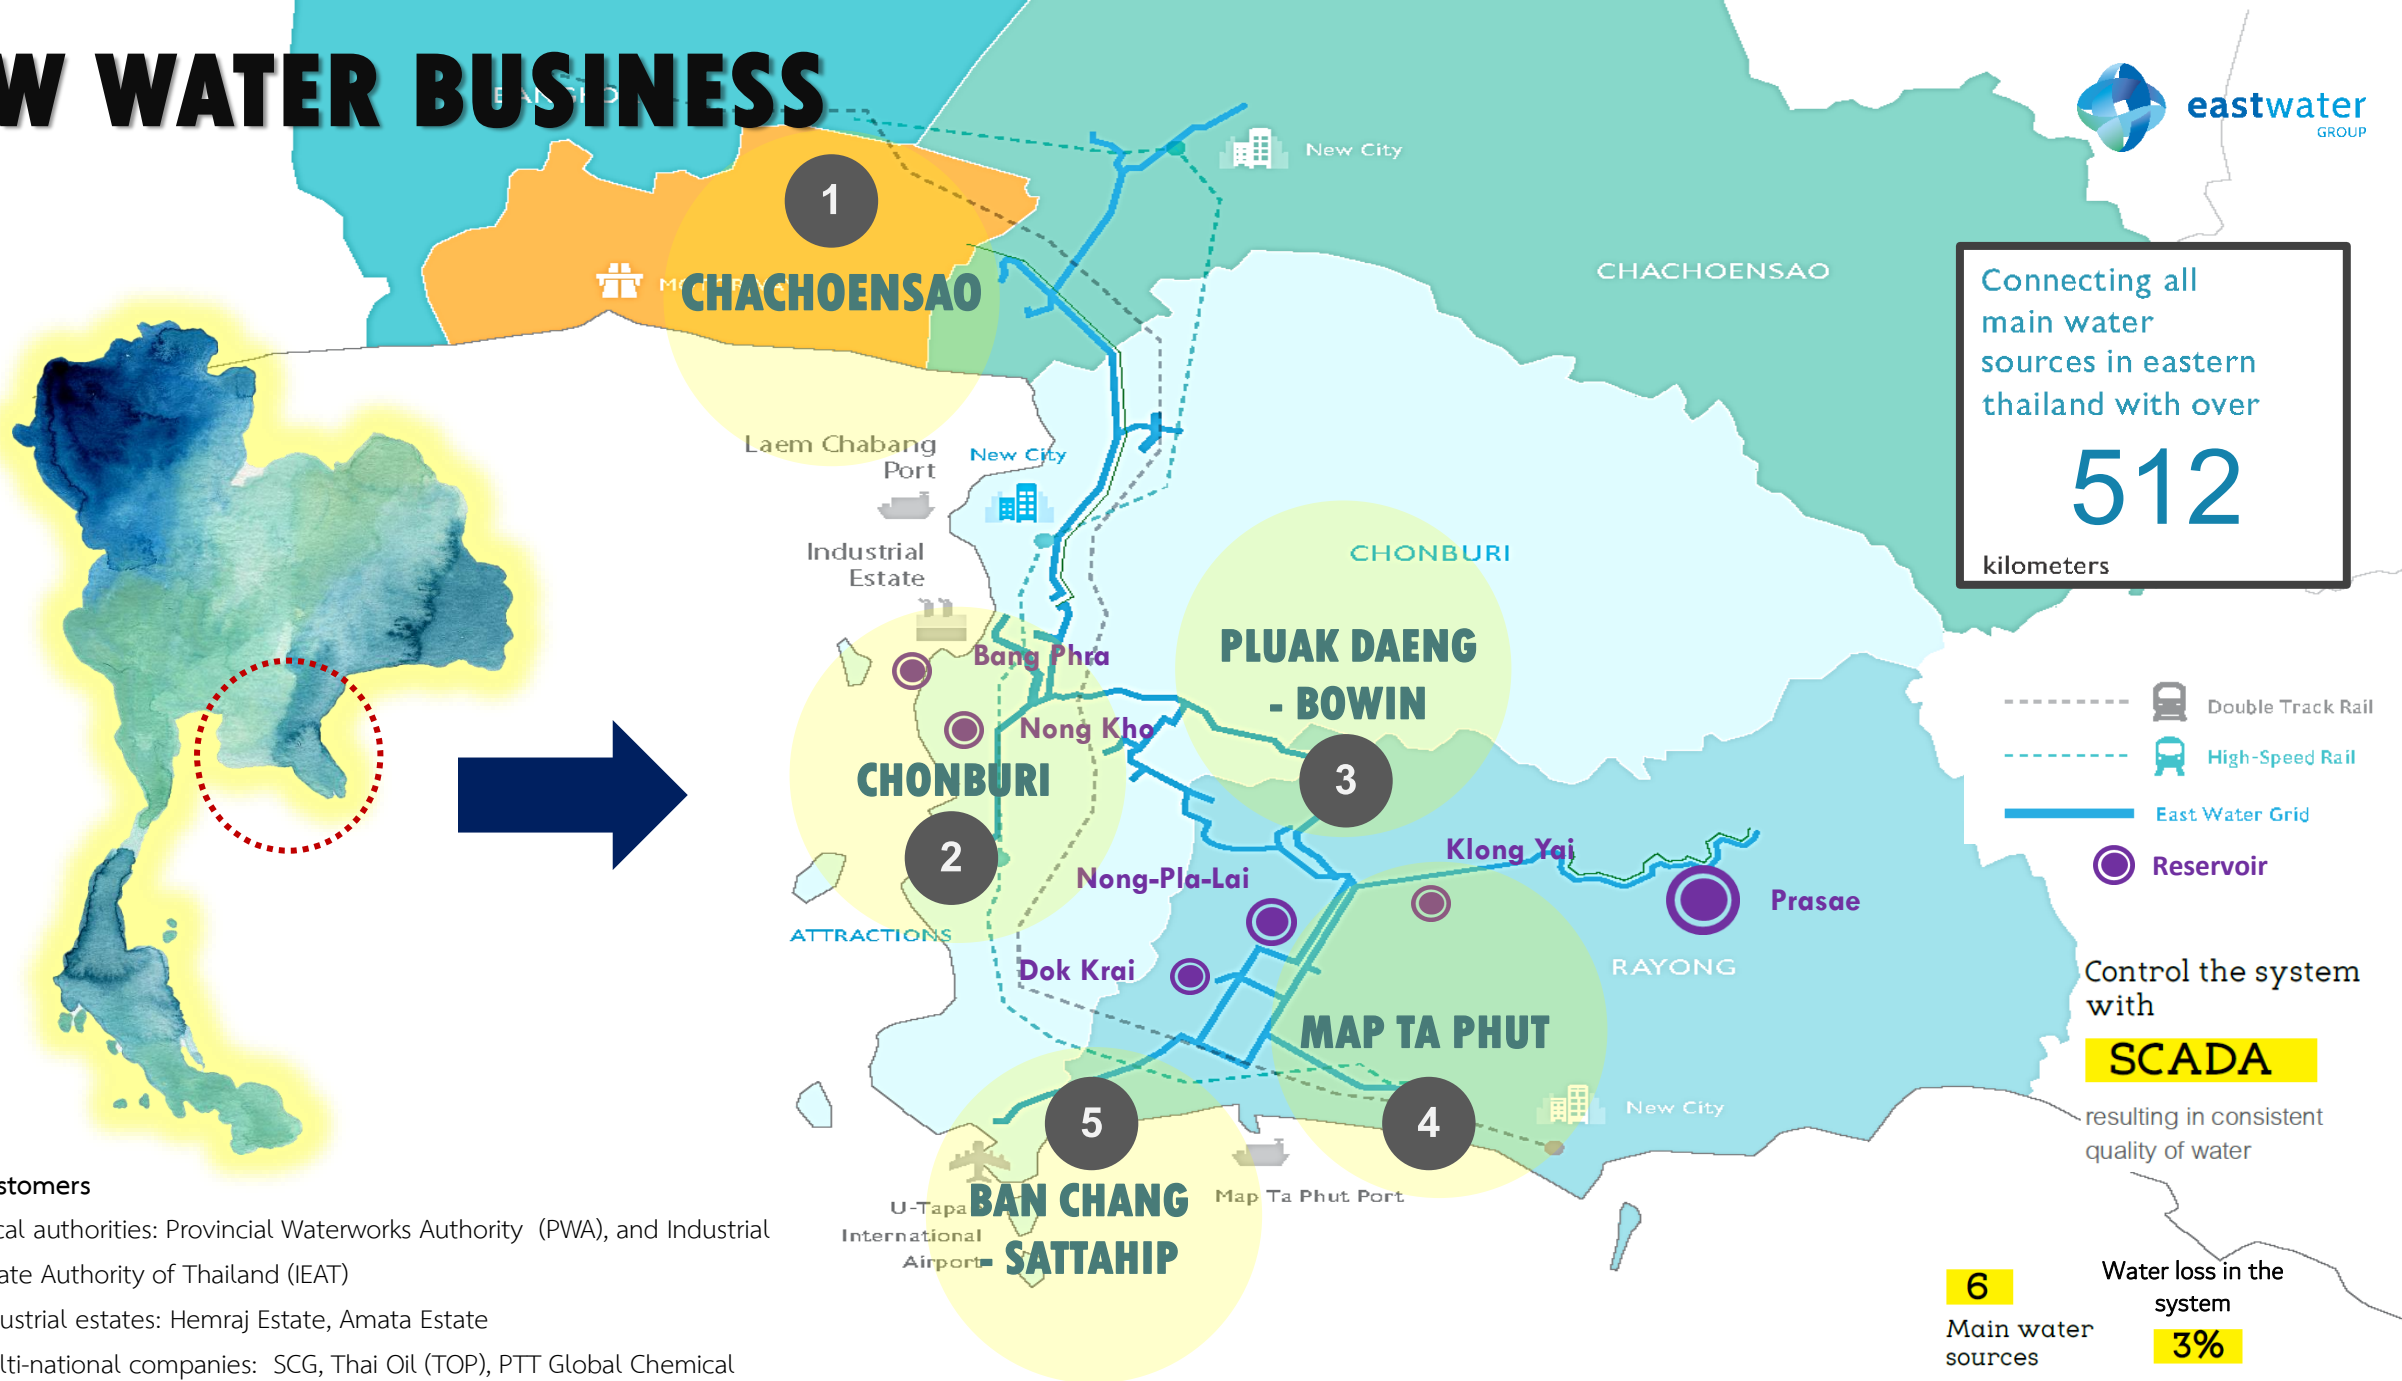 W WATER BUSINESS
eastwater
GROUP
New City
1
CHACHOENSAO
CHACHOENSAO
Connecting all
main water
sources in eastern
thailand with over
512
kilometers
Laem Chabang
Port
New City
Industrial
Estate
CHONBURI
Bang Phra
Nong Kho
CHONBURI
2
PLUAK DAENG
- BOWIN
3
Double Track Rail
High-Speed Rail
East Water Grid
Reservoir
Klong Yai
Nong-Pla-Lai
Prasae
ATTRACTIONS
Dok Krai
RAYONG
MAP TA PHUT
4
New City
Control the system
with
SCADA
resulting in consistent
quality of water
5
BAN CHANG
- SATTAHIP
U-Tapa
International
Airport
Map Ta Phut Port
stomers
cal authorities: Provincial Waterworks Authority (PWA), and Industrial
ate Authority of Thailand (IEAT)
ustrial estates: Hemraj Estate, Amata Estate
lti-national companies: SCG, Thai Oil (TOP), PTT Global Chemical
6
Main water
sources
Water loss in the
system
3%